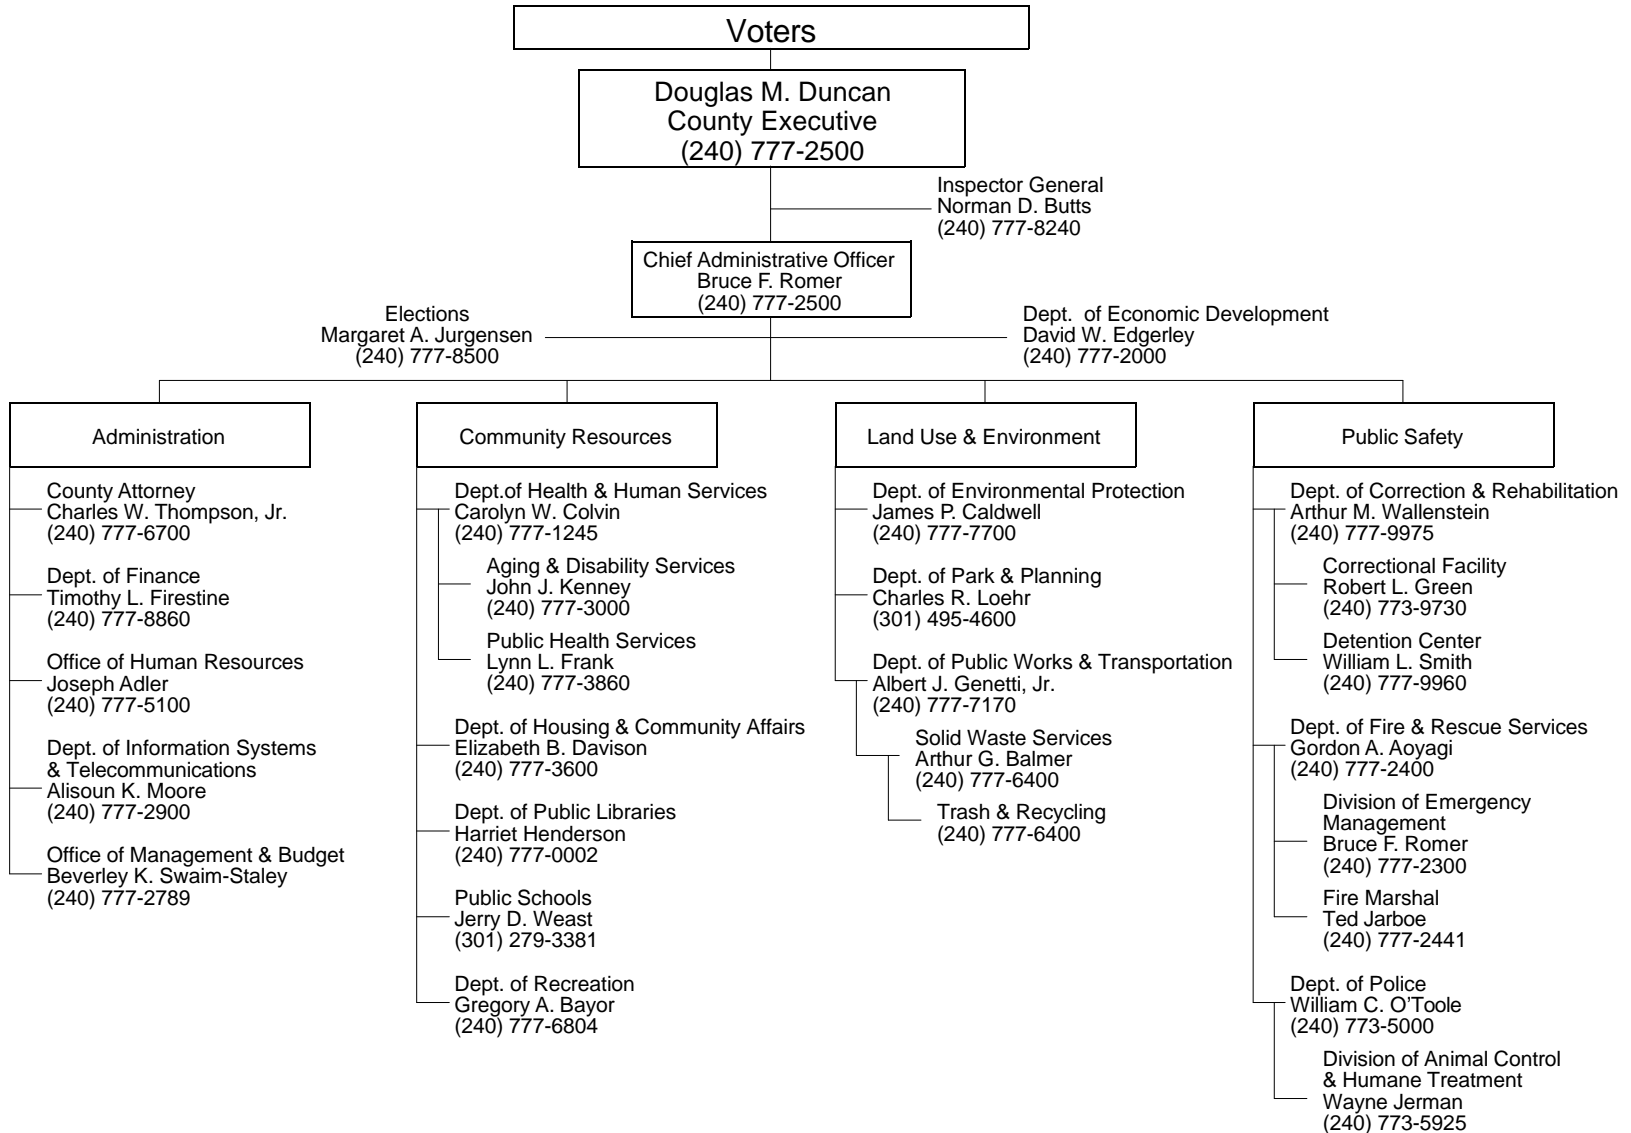 Voters
Douglas M. Duncan
County Executive
(240) 777-2500
Inspector General
Norman D. Butts
(240) 777-8240
Chief Administrative Officer
Bruce F. Romer
(240) 777-2500
Elections
Margaret A. Jurgensen
(240) 777-8500
Dept.  of Economic Development
David W. Edgerley
(240) 777-2000
Administration
County Attorney
Charles W. Thompson, Jr.
(240) 777-6700
Dept. of Finance
Timothy L. Firestine
(240) 777-8860
Office of Human Resources
Joseph Adler
(240) 777-5100
Dept. of Information Systems
& Telecommunications
Alisoun K. Moore
(240) 777-2900
Office of Management & Budget
Beverley K. Swaim-Staley
(240) 777-2789
Community Resources
Dept.of Health & Human Services
Carolyn W. Colvin
(240) 777-1245
Aging & Disability Services
John J. Kenney
(240) 777-3000
Public Health Services
Lynn L. Frank
(240) 777-3860
Dept. of Housing & Community Affairs
Elizabeth B. Davison
(240) 777-3600
Dept. of Public Libraries
Harriet Henderson
(240) 777-0002
Public Schools
Jerry D. Weast
(301) 279-3381
Dept. of Recreation
Gregory A. Bayor
(240) 777-6804
Land Use & Environment
Dept. of Environmental Protection
James P. Caldwell
(240) 777-7700
Dept. of Park & Planning
Charles R. Loehr
(301) 495-4600
Dept. of Public Works & Transportation
Albert J. Genetti, Jr.
(240) 777-7170
Solid Waste Services
Arthur G. Balmer
(240) 777-6400
Trash & Recycling
(240) 777-6400
Public Safety
Dept. of Correction & Rehabilitation
Arthur M. Wallenstein
(240) 777-9975
Correctional Facility
Robert L. Green
(240) 773-9730
Detention Center
William L. Smith
(240) 777-9960
Dept. of Fire & Rescue Services
Gordon A. Aoyagi
(240) 777-2400
Division of Emergency
Management
Bruce F. Romer
(240) 777-2300
Fire Marshal
Ted Jarboe
(240) 777-2441
Dept. of Police
William C. O'Toole
(240) 773-5000
Division of Animal Control
& Humane Treatment
Wayne Jerman
(240) 773-5925